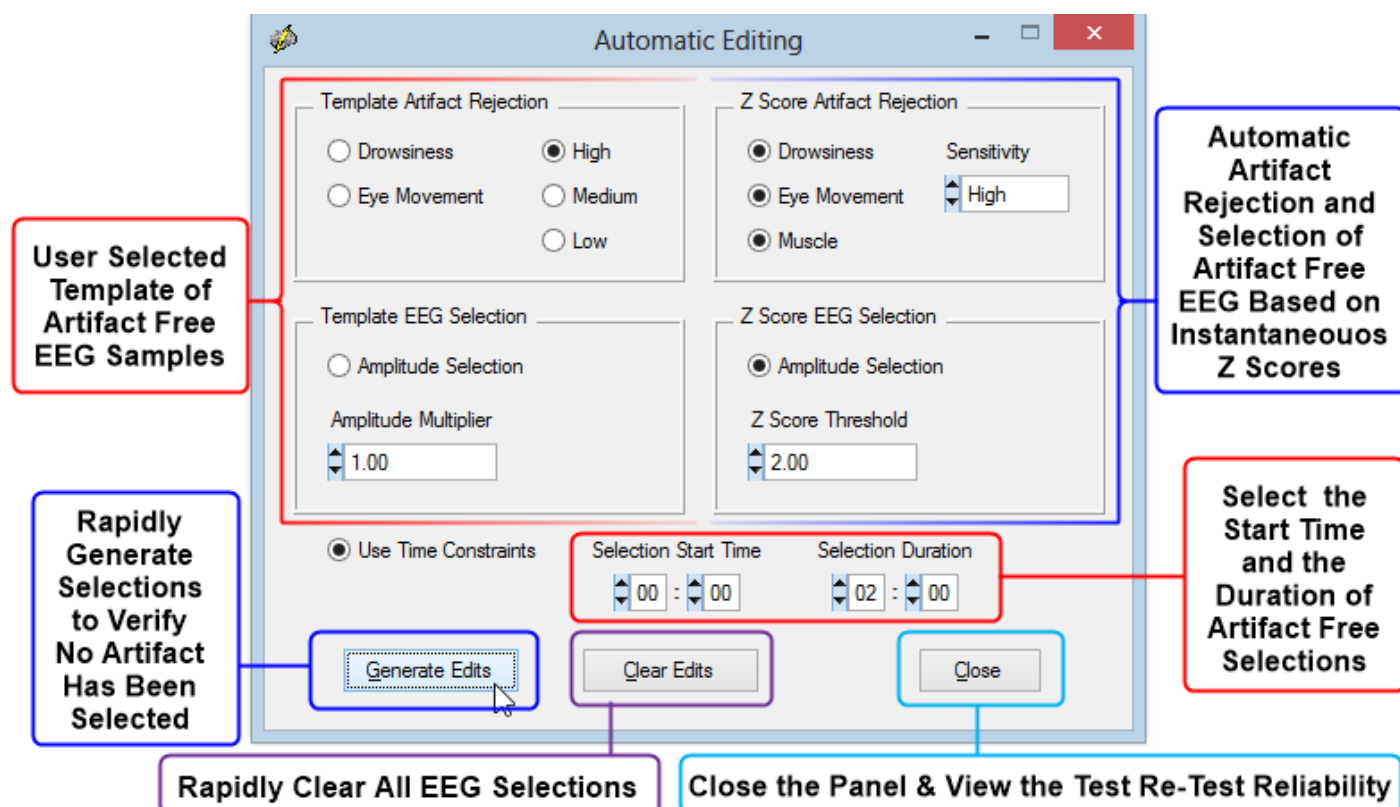 Automatic Editing
User Selected
Template of
Artifact Free
EEG Samples
Template Artifact Rejection
Drowsiness
High
Eye Movement
Medium
Low
Z Score Artifact Rejection
Drowsiness
Sensitivity
Eye Movement
High
Muscle
Automatic
Artifact
Rejection and
Selection of
Artifact Free
EEG Based on
Instantaneouos
Z Scores
Template EEG Selection
Amplitude Selection
Amplitude Multiplier
1.00
Z Score EEG Selection
Amplitude Selection
Z Score Threshold
2.00
Rapidly
Generate
Selections
to Verify
No Artifact
Has Been
Selected
Use Time Constraints
Selection Start Time
Selection Duration
00 : 00
02 : 00
Select the
Start Time
and the
Duration of
Artifact Free
Selections
Generate Edits
Clear Edits
Close
Rapidly Clear All EEG Selections
Close the Panel & View the Test Re-Test Reliability